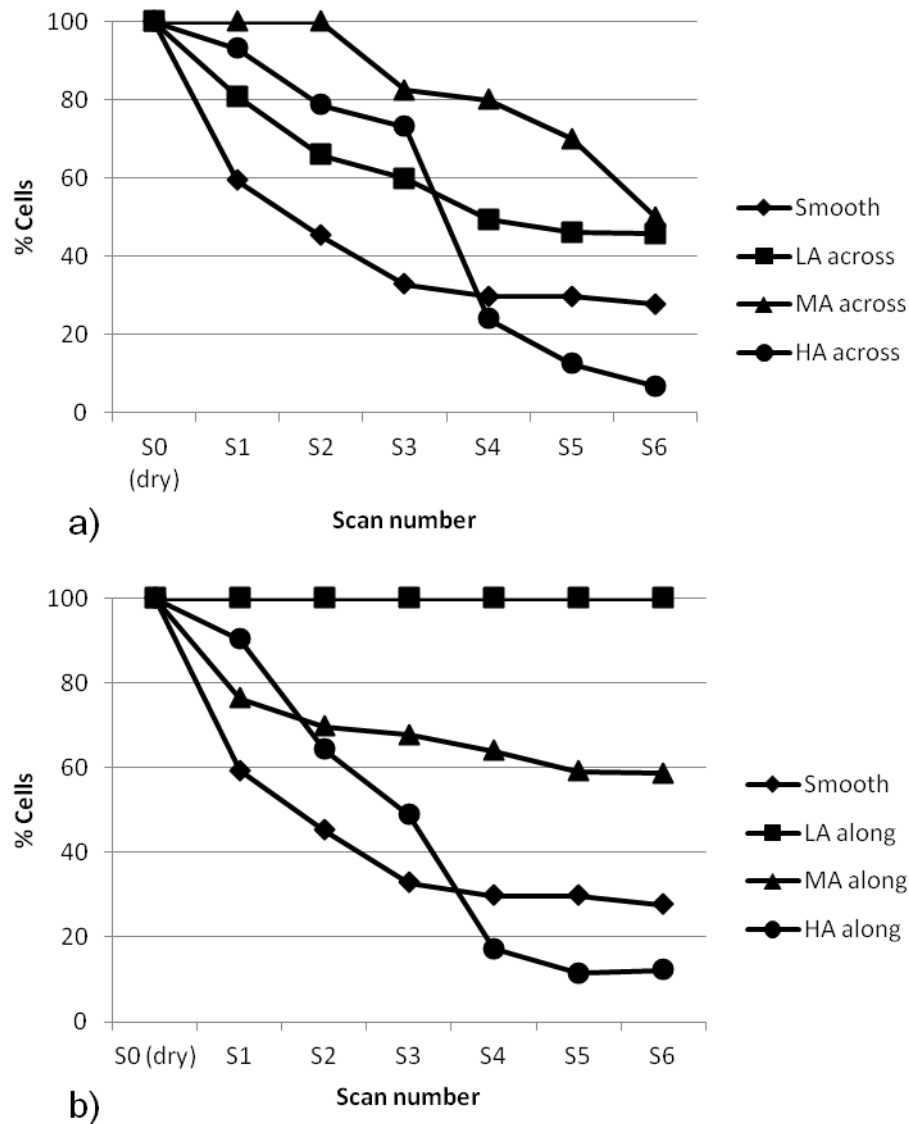 100
80
60
40
20
0
% Cells
S0 (dry)
S1
S2
S3
S4
S5
S6
Scan number
Smooth
LA across
MA across
HA across
a)
100
80
60
40
20
0
% Cells
S0 (dry)
S1
S2
S3
S4
S5
S6
Scan number
Smooth
LA along
MA along
HA along
b)